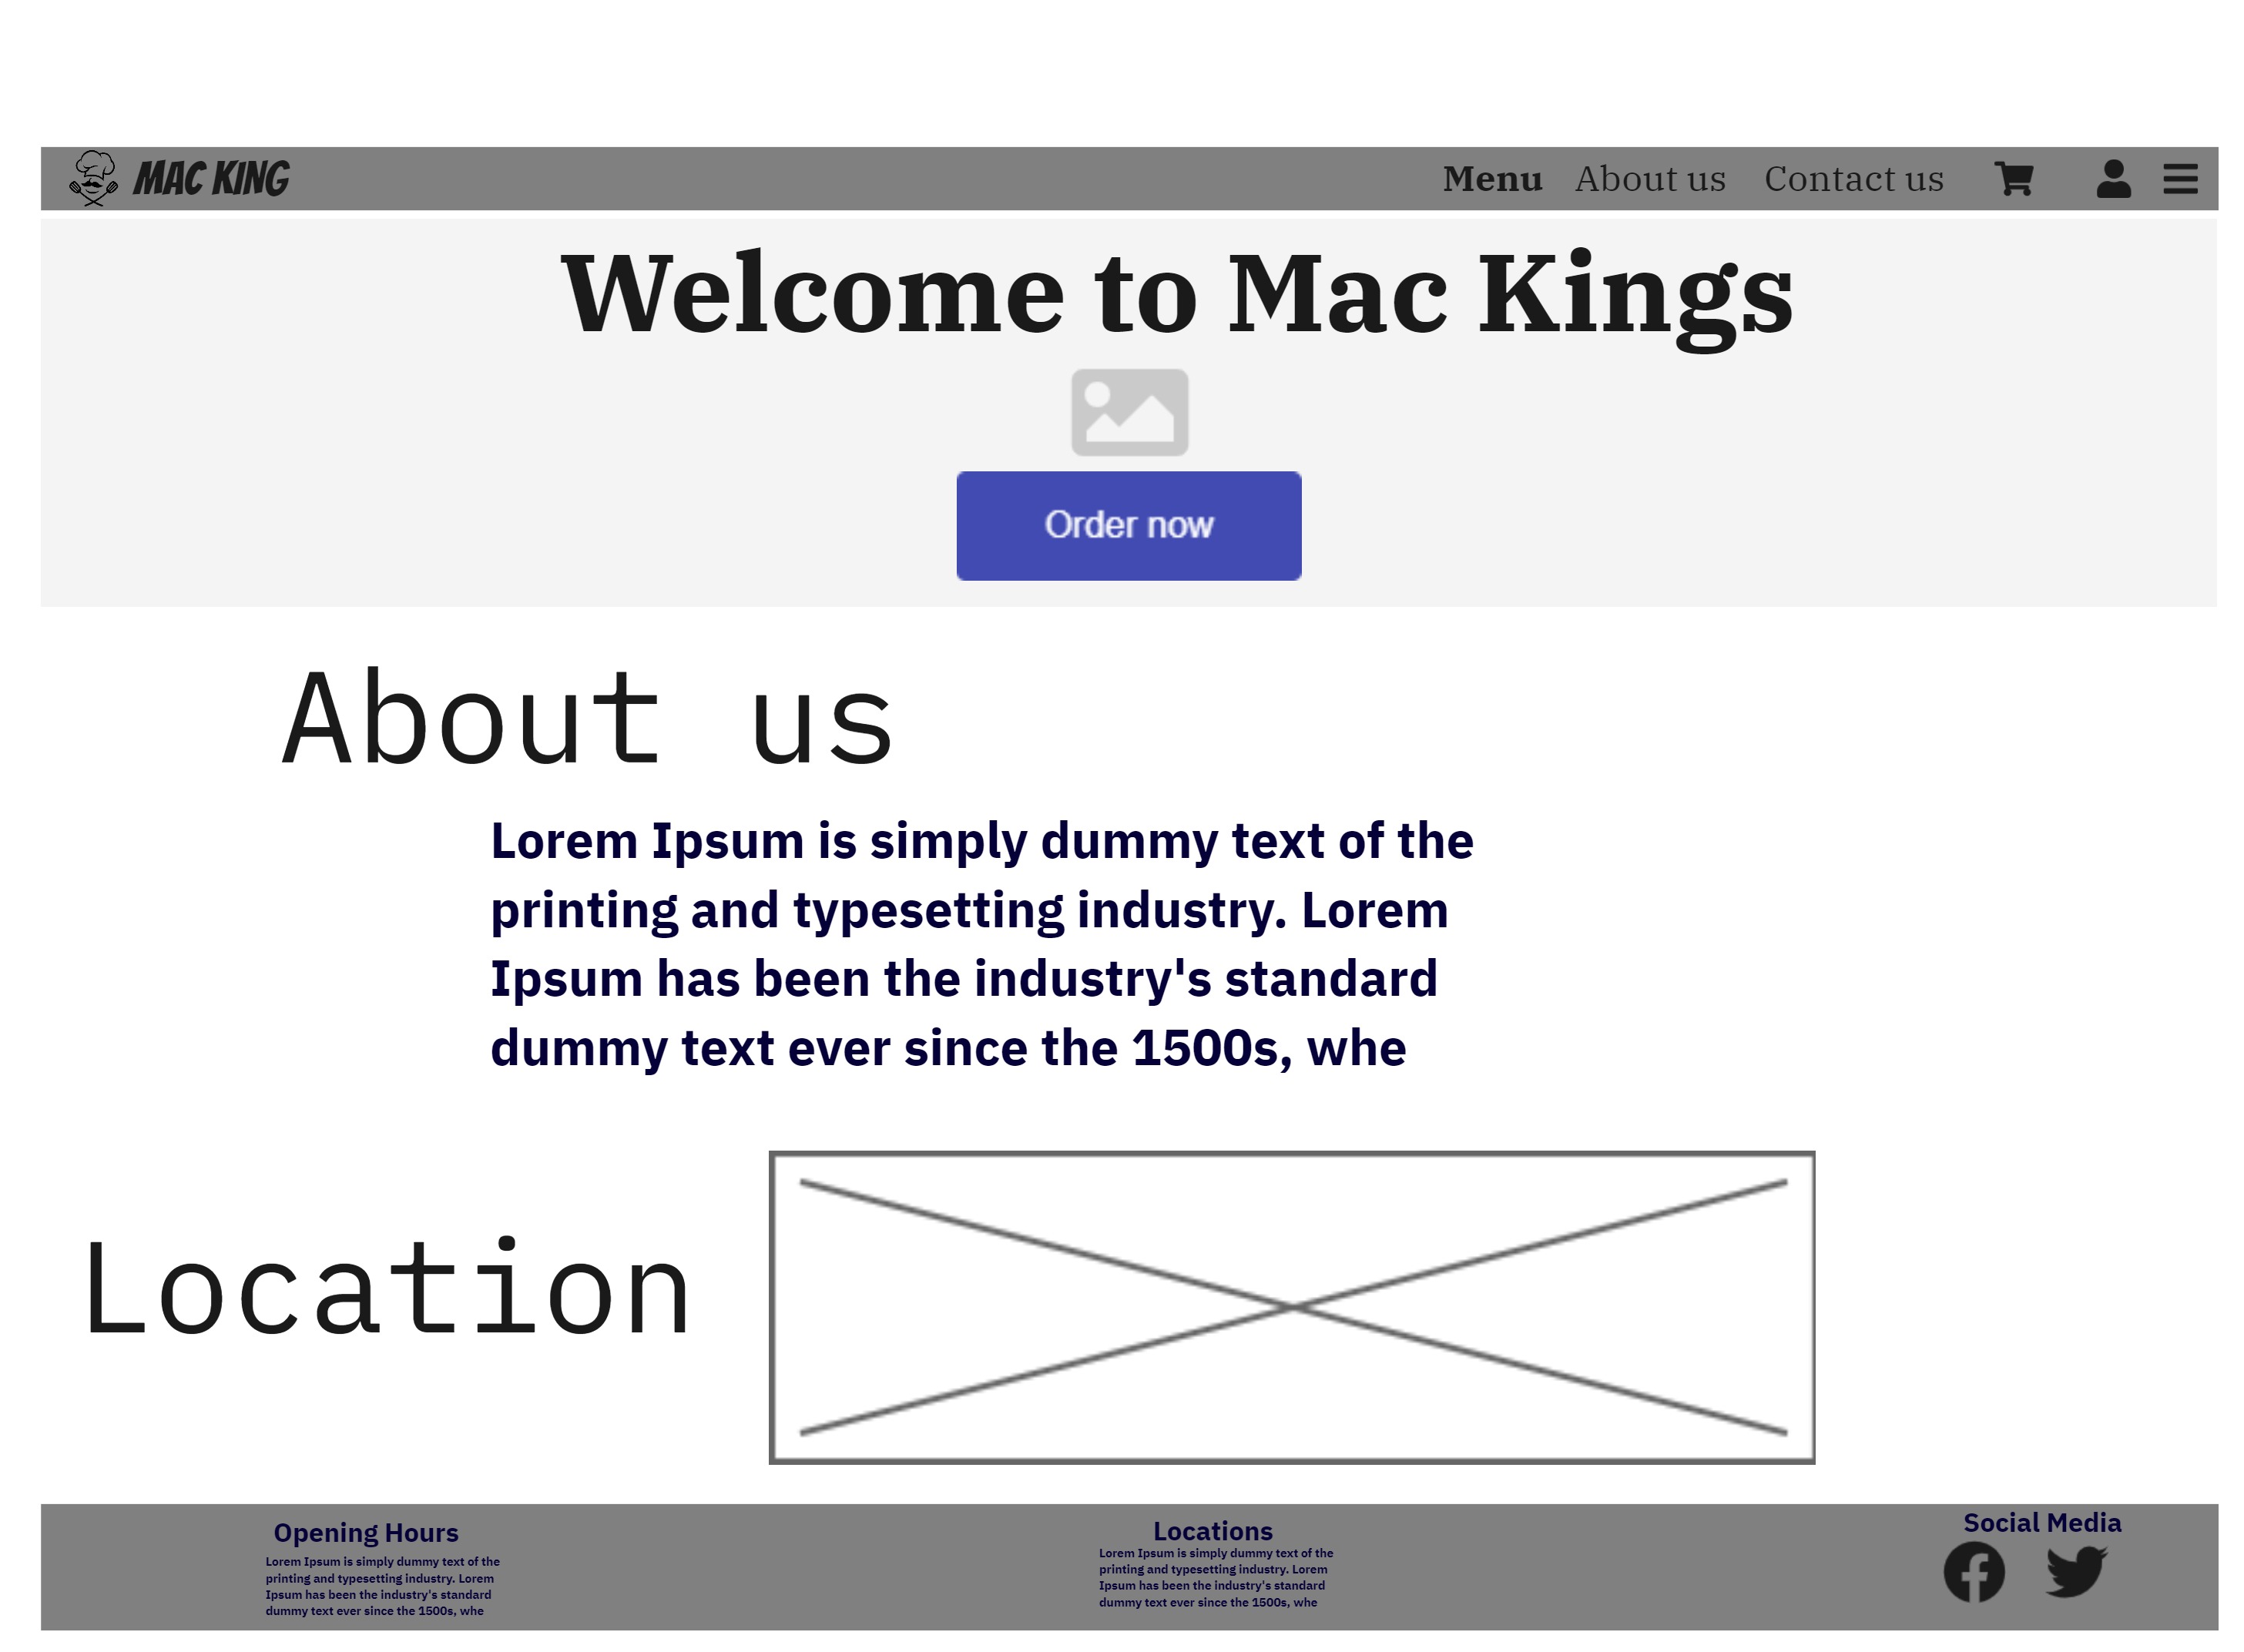 MAC KING
Menu About us Contact us
Welcome to Mac Kings
Order now
About us
Lorem Ipsum is simply dummy text of the
printing and typesetting industry. Lorem
Ipsum has been the industry's standard
dummy text ever since the 1500s, whe
Location
Opening Hours
Lorem Ipsum is simply dummy text of the
printing and typesetting industry. Lorem
Ipsum has been the industry's standard
dummy text ever since the 1500s, whe
Locations
Lorem Ipsum is simply dummy text of the
printing and typesetting industry. Lorem
Ipsum has been the industry's standard
dummy text ever since the 1500s, whe
Social Media